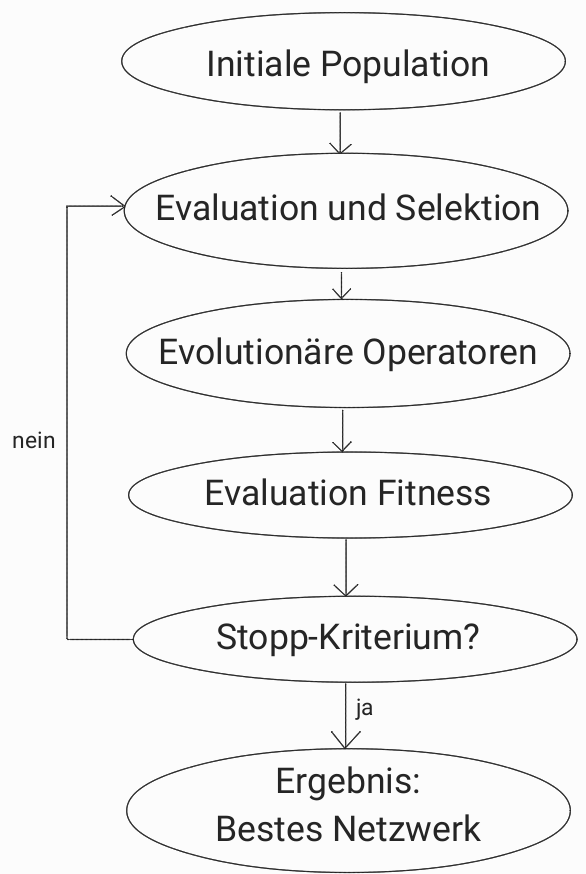 Initiale Population
Evaluation und Selektion
Evolutionäre Operatoren
nein
Evaluation Fitness
Stopp-Kriterium?
ja
Ergebnis:
Bestes Netzwerk